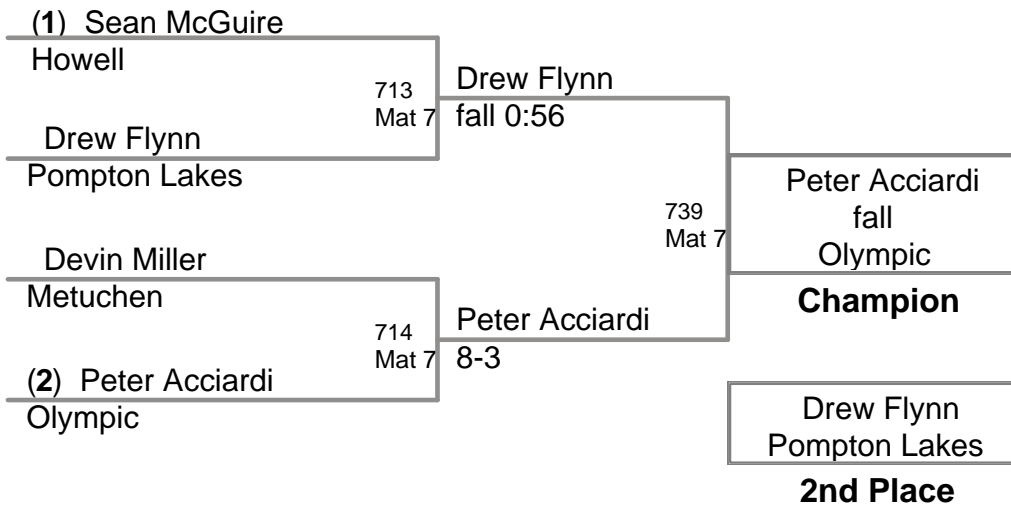 (1) Sean McGuire
Howell
713
Mat 7
Drew Flynn
fall 0:56
Drew Flynn
Pompton Lakes
Peter Acciardi
fall
Olympic
Champion
739
Mat 7
Devin Miller
Metuchen
714
Mat 7
Peter Acciardi
8-3
(2) Peter Acciardi
Olympic
Drew Flynn
Pompton Lakes
2nd Place